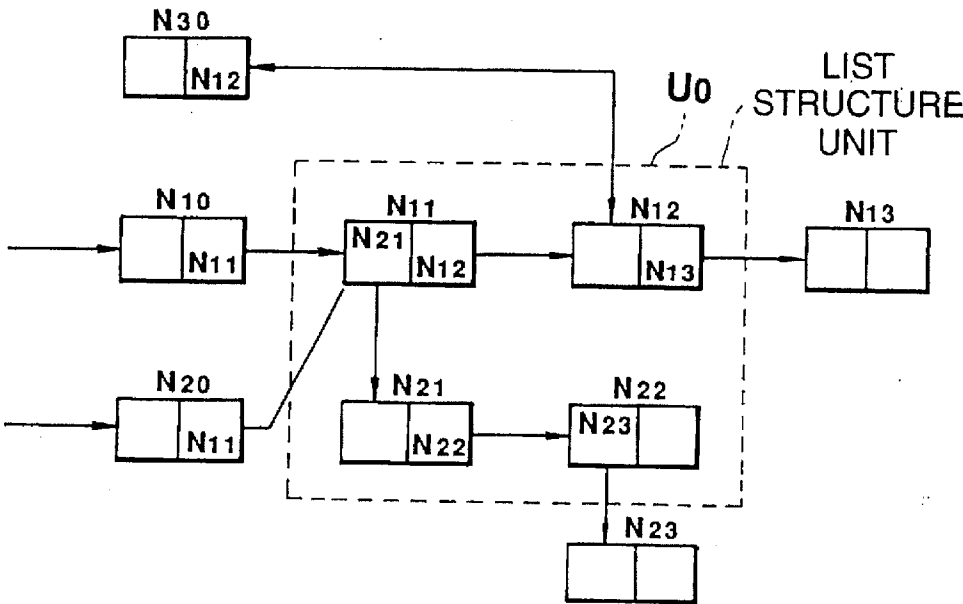 N30
N12
U0
LIST
STRUCTURE
UNIT
N10
N11
N11
N21
N12
N12
N13
N13
N20
N11
N21
N22
N22
N23
N23